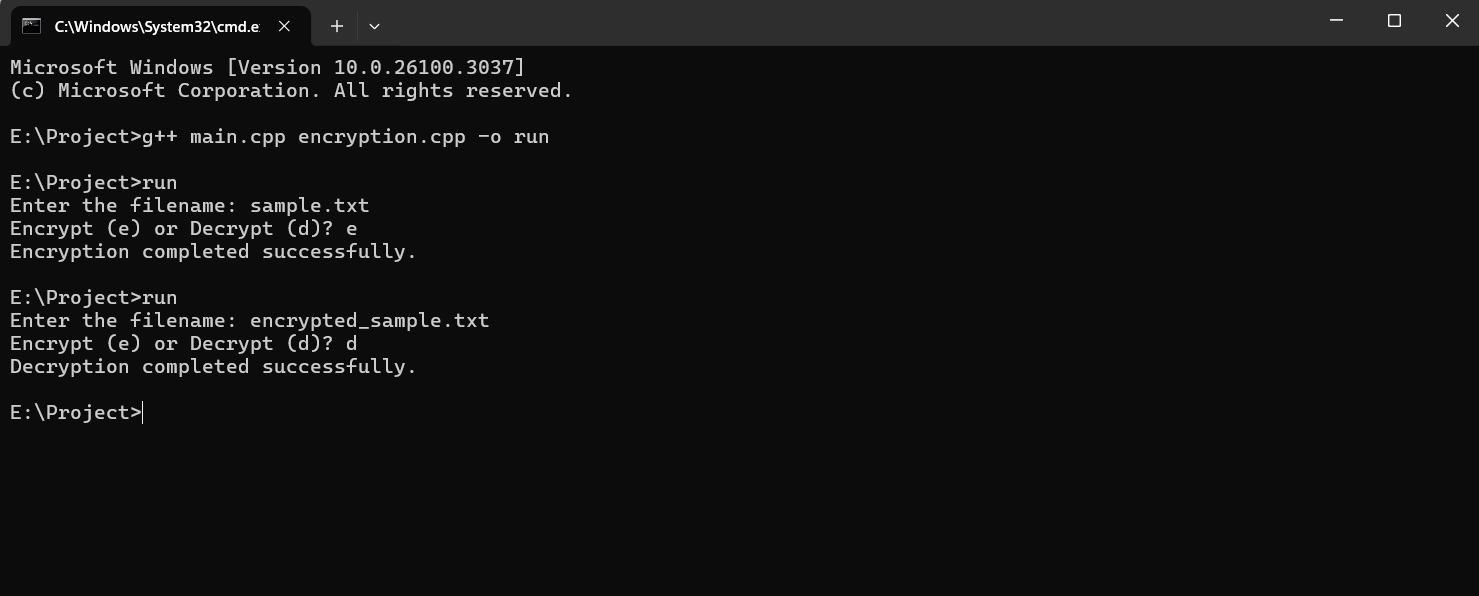 C:\Windows\System32\cmd.e
Microsoft Windows [Version 10.0.26100.3037]
(c) Microsoft Corporation. All rights reserved.
E:\Project>g++ main.cpp encryption.cpp -o run
E:\Project>run
Enter the filename: sample.txt
Encrypt (e) or Decrypt (d)? e
Encryption completed successfully.
E:\Project>run
Enter the filename: encrypted_sample.txt
Encrypt (e) or Decrypt (d)? d
Decryption completed successfully.
E:\Project>